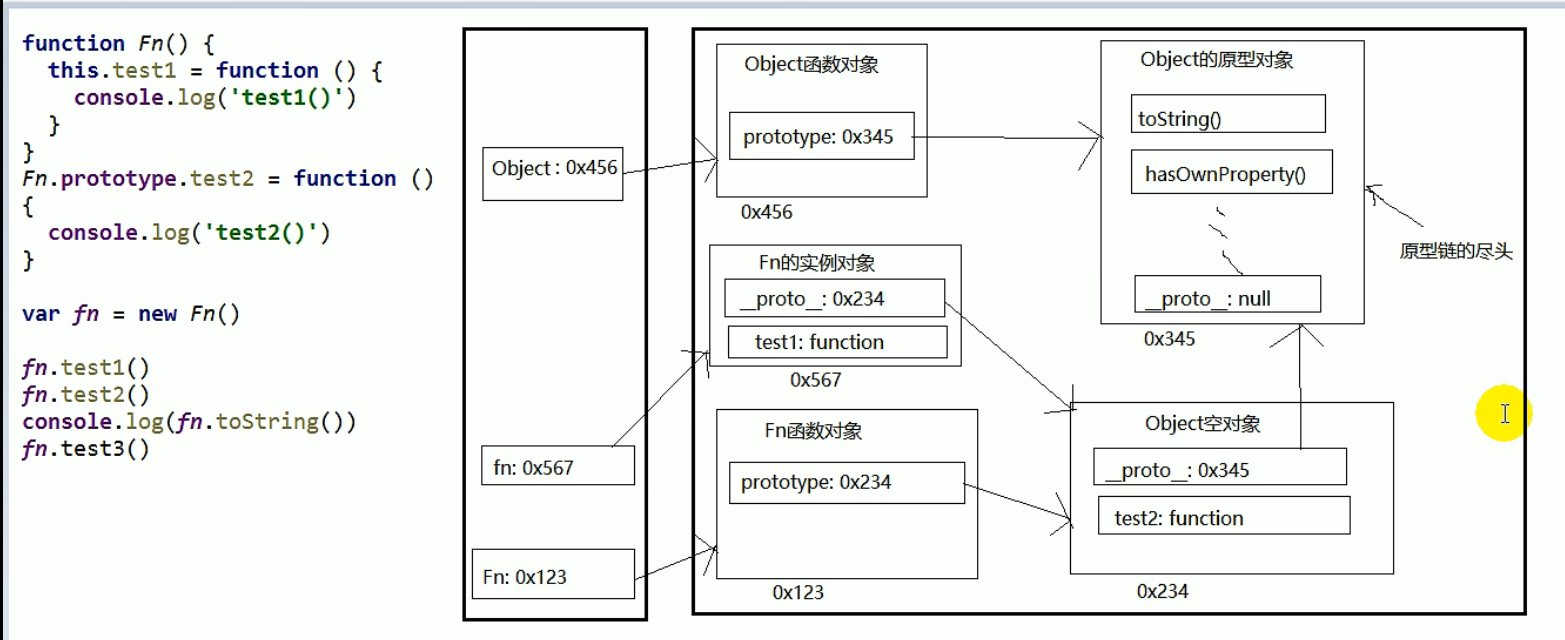 function Fn() {
this.test1 = function () {
console.log('test1()')
}
}
Fn.prototype.test2 = function ()
{
console.log('test2()')
}
var fn = new Fn()
fn.test1()
fn.test2()
console.log(fn.toString())
fn.test3()
Object : 0x456
fn: 0x567
Fn: 0x123
Object函数对象
prototype: 0x345
0x456
Fn的实例对象
__proto__: 0x234
test1: function
0x567
Fn函数对象
prototype: 0x234
0x123
Object的原型对象
toString()
hasOwnProperty()
__proto__: null
0x345
原型链的尽头
Object空对象
__proto__: 0x345
test2: function
0x234